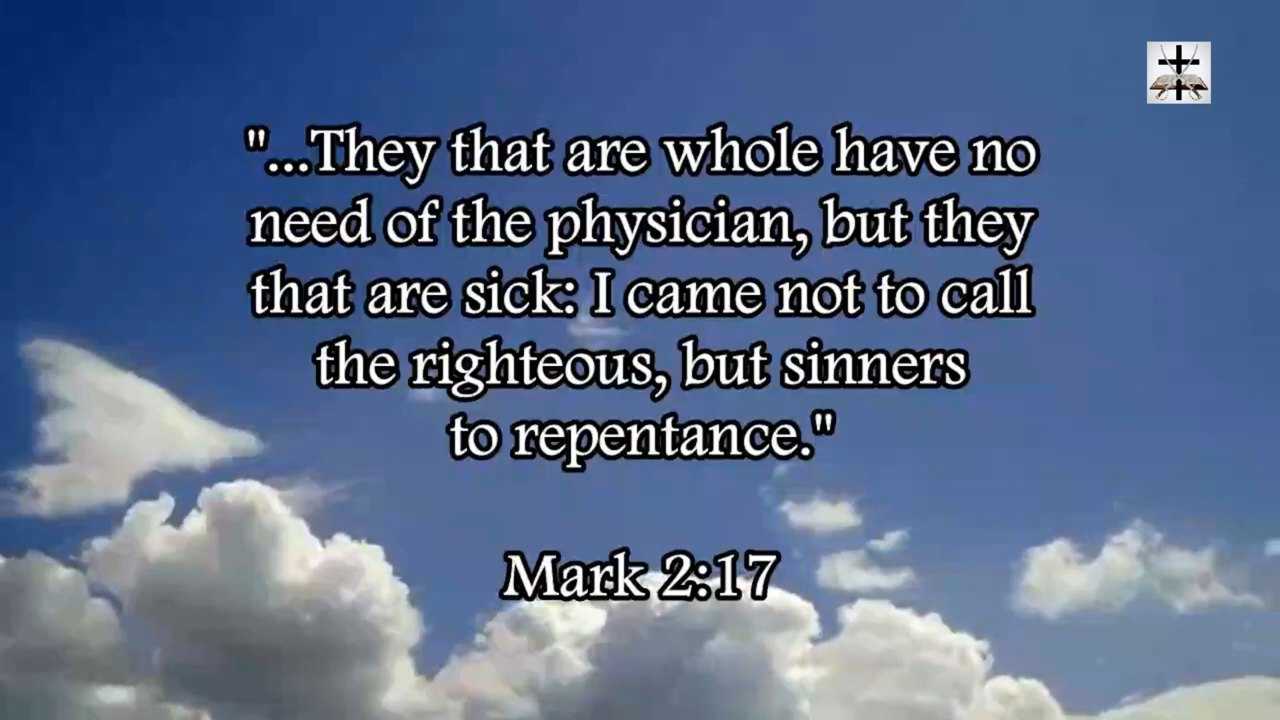 "...They that are whole have no
need of the physician, but they
that are sick: I came not to call
the righteous, but sinners
to repentance."
Mark 2:17